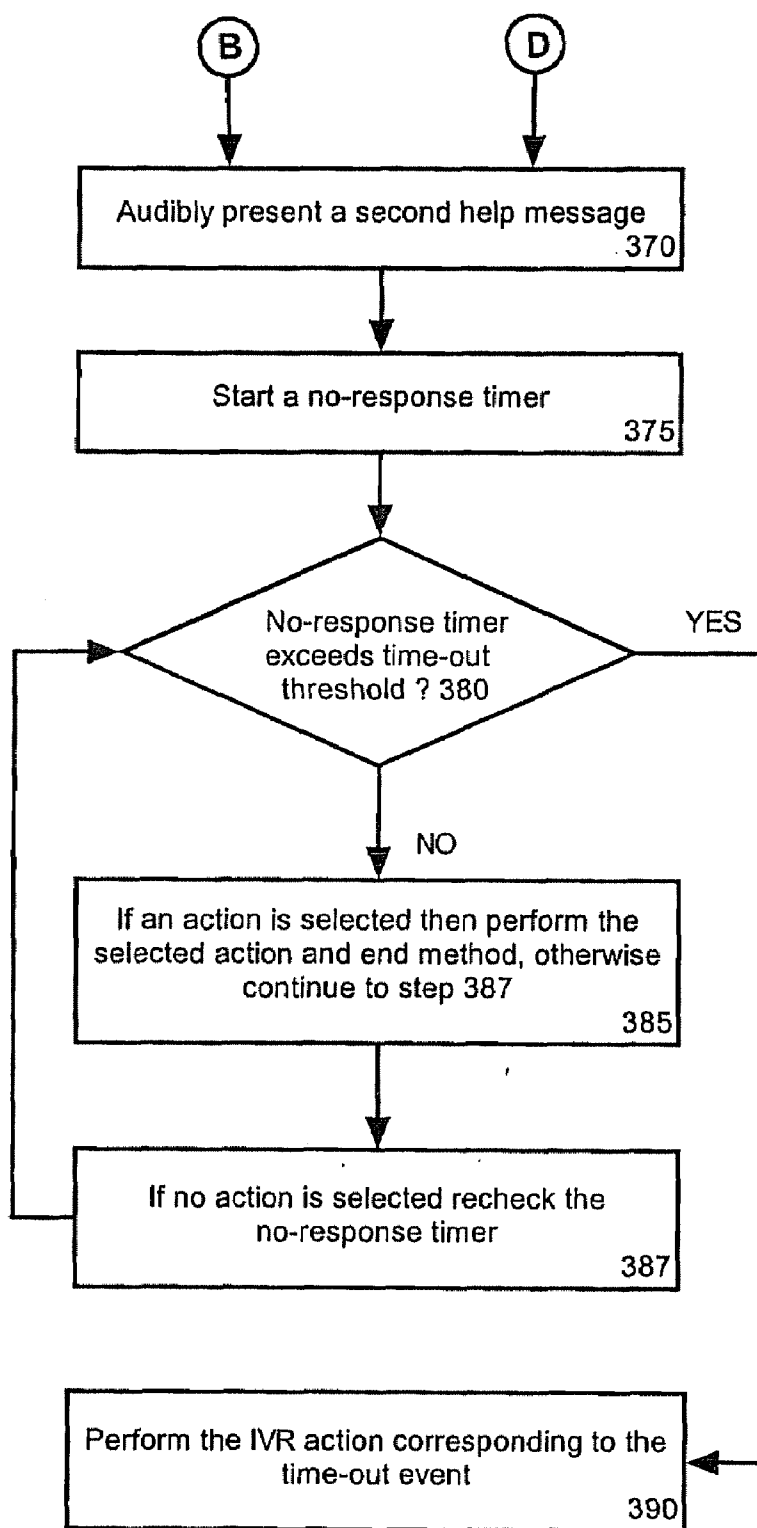 B
D
Audibly present a second help message
370
Start a no-response timer
375
No-response timer
exceeds time-out
threshold ? 380
YES
NO
If an action is selected then perform the
selected action and end method, otherwise
continue to step 387
385
If no action is selected recheck the
no-response timer
387
Perform the IVR action corresponding to the
time-out event
390